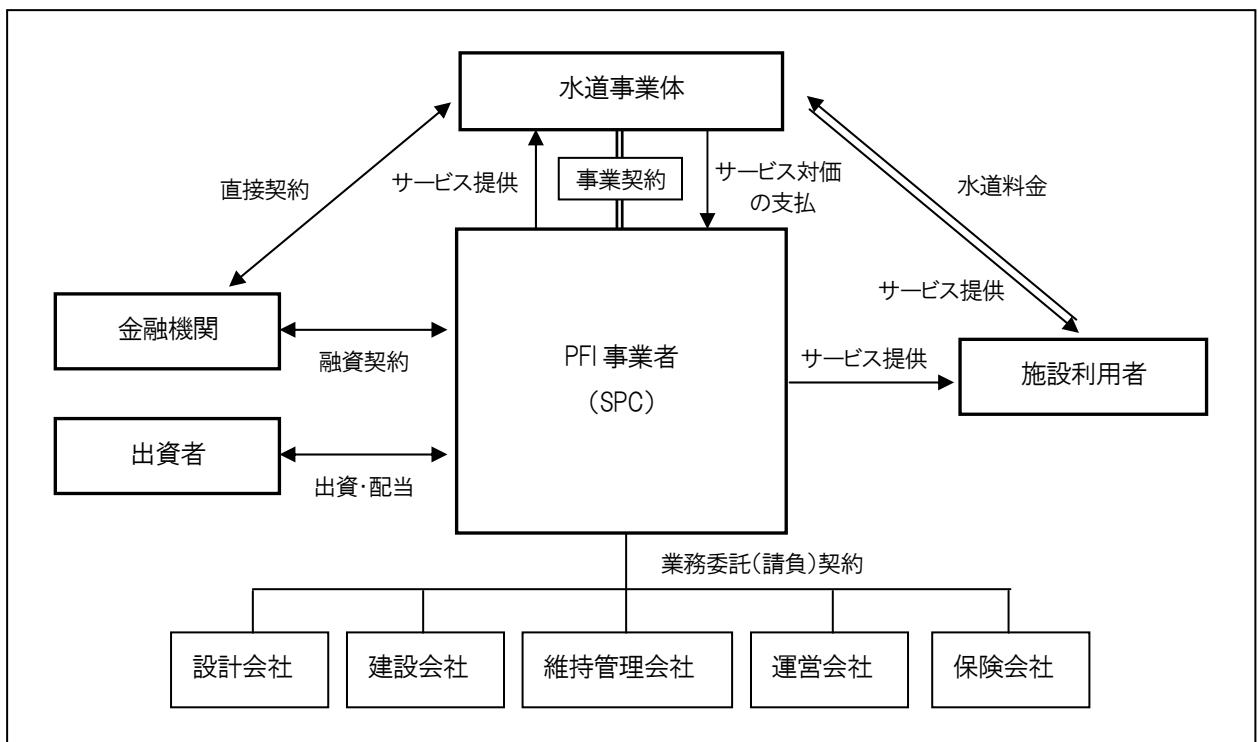 水道事業体
直接契約
サービス提供
事業契約
サービス対価
の支払
水道料金
サービス提供
金融機関
融資契約
PFI 事業者
(SPC)
サービス提供
施設利用者
出資者
出資・配当
業務委託(請負)契約
設計会社
建設会社
維持管理会社
運営会社
保険会社